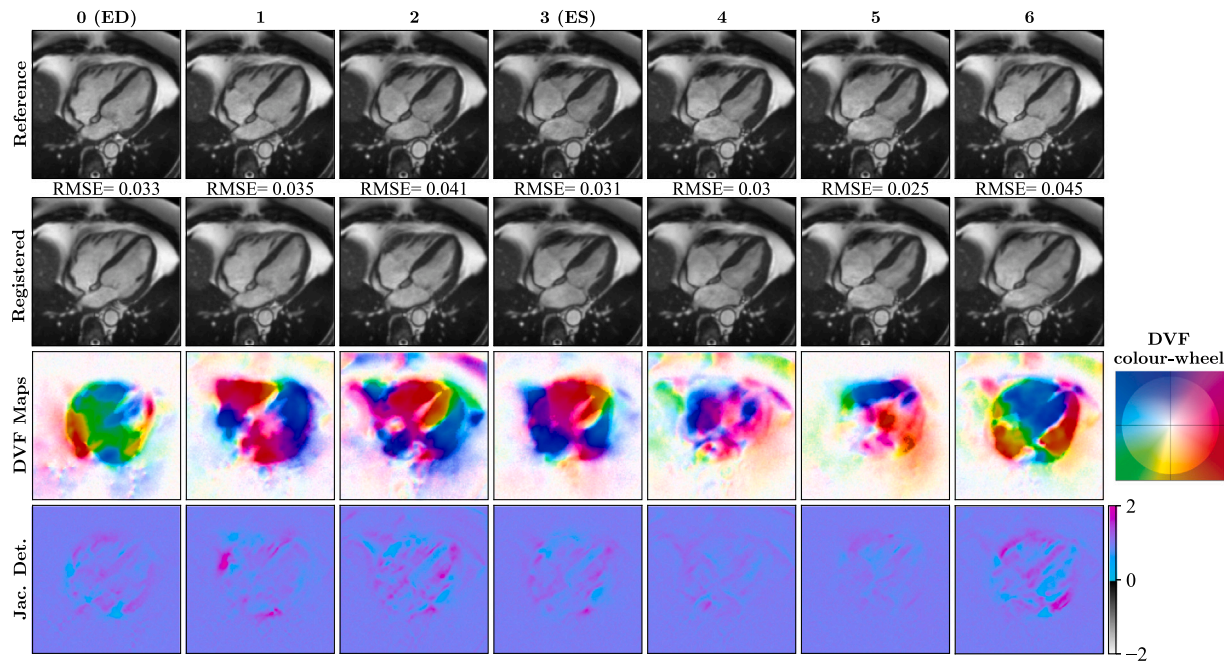 0 (ED) 1 2 3 (ES) 4 5 6
Reference
RMSE= 0.033 RMSE= 0.035 RMSE= 0.041 RMSE= 0.031 RMSE= 0.03 RMSE= 0.025 RMSE= 0.045
Registered
DVF Maps
DVF
colour-wheel
Jac. Det.
2
0
−2